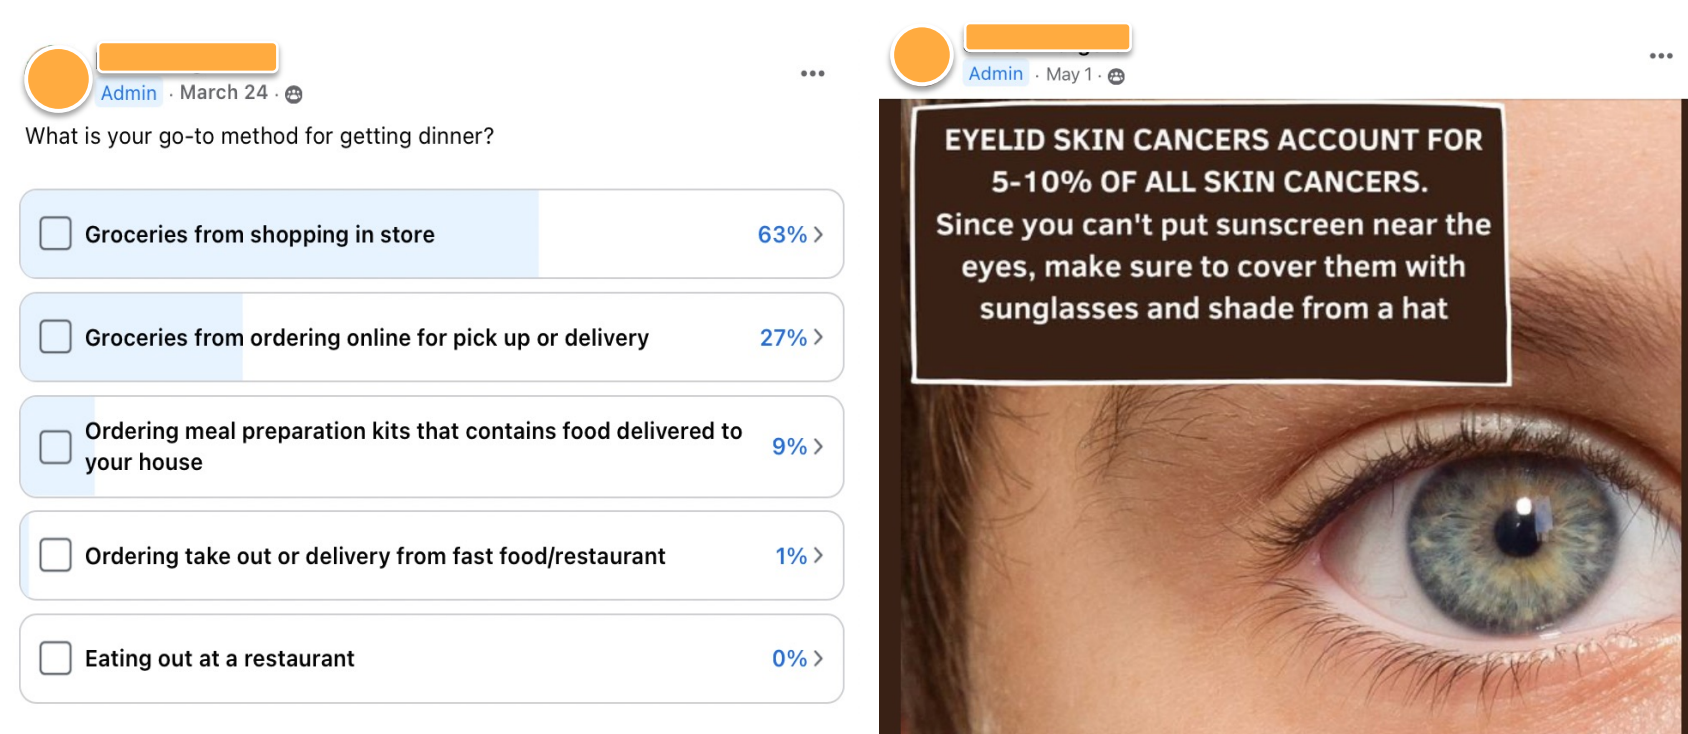 Admin · March 24 ·
What is your go-to method for getting dinner?
Groceries from shopping in store
63%
Groceries from ordering online for pick up or delivery
27%
Ordering meal preparation kits that contains food delivered to
your house
9%
Ordering take out or delivery from fast food/restaurant
1%
Eating out at a restaurant
0%
Admin · May 1 ·
EYELID SKIN CANCERS ACCOUNT FOR
5-10% OF ALL SKIN CANCERS.
Since you can't put sunscreen near the
eyes, make sure to cover them with
sunglasses and shade from a hat